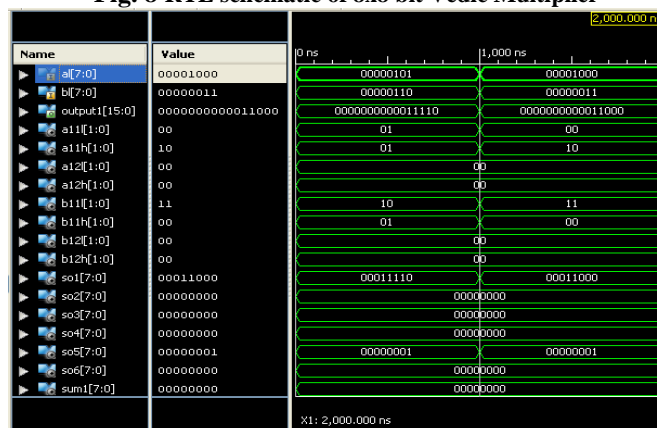 Fig. 8 RTL schematic of 8x8 bit Vedic Multiplier
2,000.000 n
Name Value 0 ns 1,000 ns
al[7:0] 00001000 00000101 00001000
bl[7:0] 00000011 00000110 00000011
output1[15:0] 0000000000011000 0000000000011110 0000000000011000
a11l[1:0] 00 01 00
a11h[1:0] 10 01 10
a12l[1:0] 00 00
a12h[1:0] 00 00
b11l[1:0] 11 10 11
b11h[1:0] 00 01 00
b12l[1:0] 00 00
b12h[1:0] 00 00
so1[7:0] 00011000 00011110 00011000
so2[7:0] 00000000 00000000
so3[7:0] 00000000 00000000
so4[7:0] 00000000 00000000
so5[7:0] 00000001 00000001 00000001
so6[7:0] 00000000 00000000
sum1[7:0] 00000000 00000000
X1: 2,000.000 ns